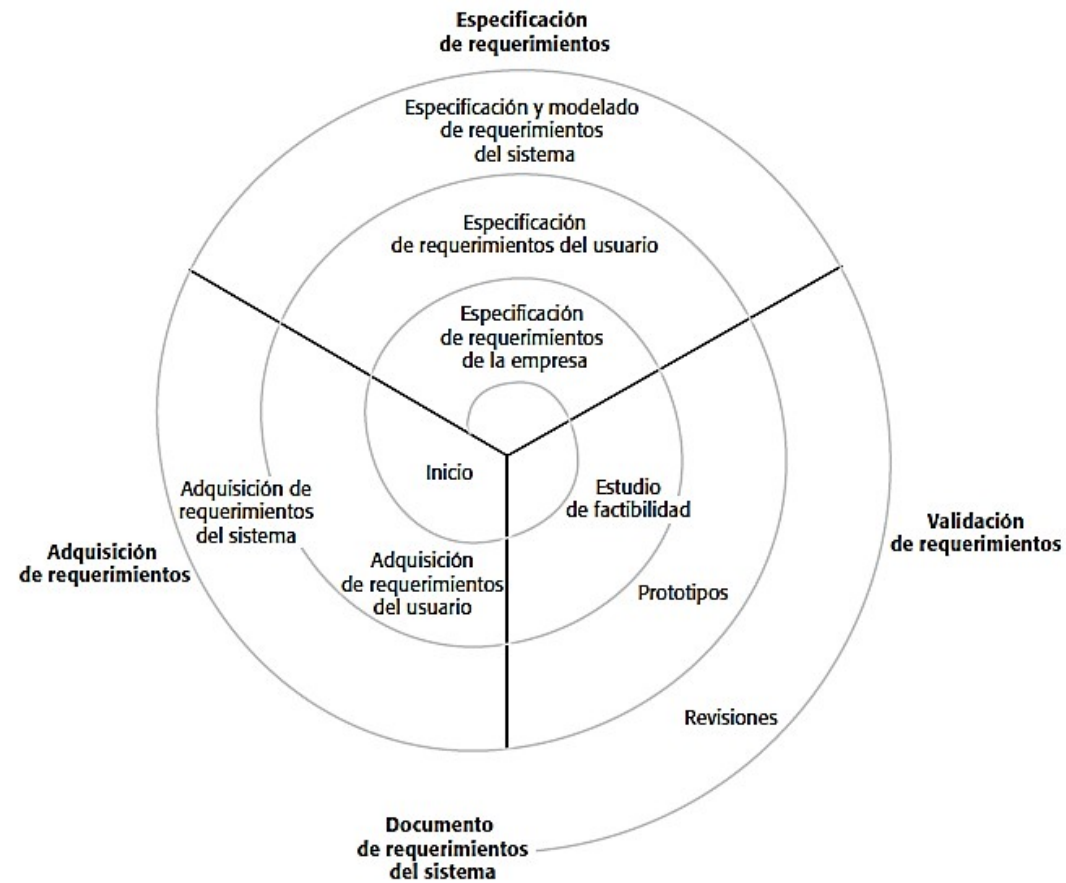 Especificación
de requerimientos
Especificación y modelado
de requerimientos
del sistema
Especificación
de requerimientos del usuario
Especificación
de requerimientos
de la empresa
Inicio
Estudio
de factibilidad
Adquisición de
requerimientos
del sistema
Adquisición
de requerimientos
Validación
de requerimientos
Adquisición
de requerimientos
del usuario
Prototipos
Revisiones
Documento
de requerimientos
del sistema